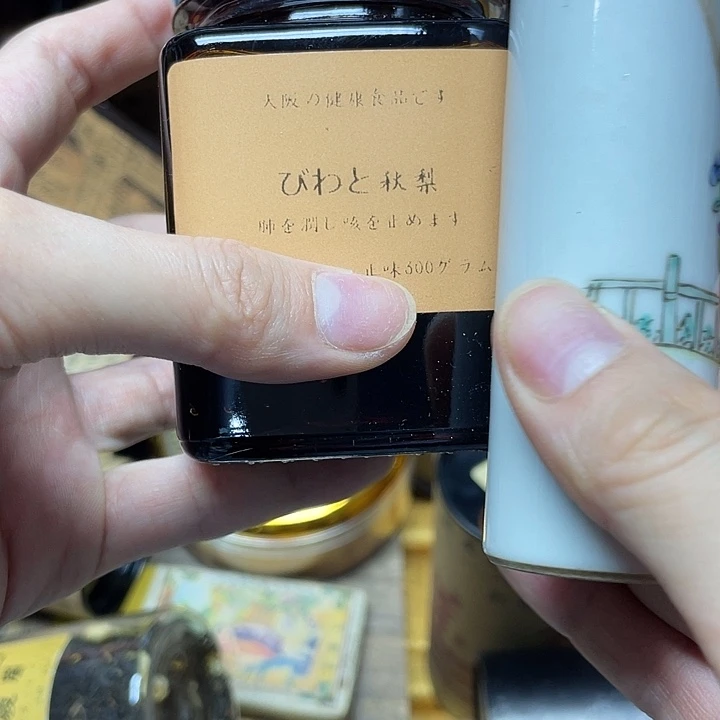 大阪の健康食品です
びわと秋梨
肺を潤し咳を止めます
正味600グラム